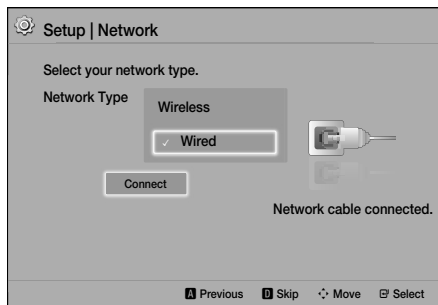 Setup | Network
Select your network type.
Network Type
Wireless
✓ Wired
Connect
Network cable connected.
A Previous D Skip Move Select